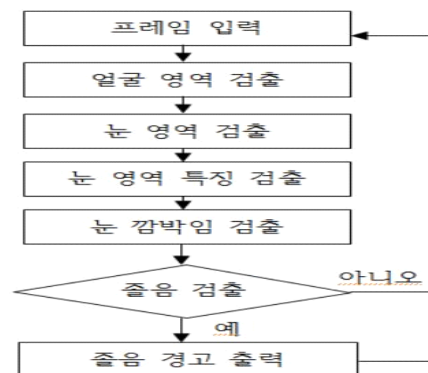 프레임 입력
얼굴 영역 검출
눈 영역 검출
눈 영역 특징 검출
눈 깜박임 검출
졸음 검출
아니오
예
졸음 경고 출력